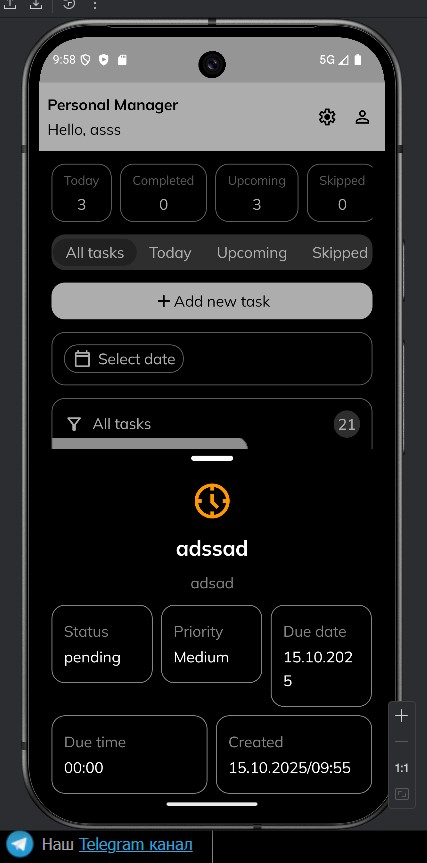 9:58 5G
Personal Manager
Hello, asss
Today Completed Upcoming Skipped
3 0 3 0
All tasks Today Upcoming Skipped
+ Add new task
Select date
All tasks 21
adssad
adsad
Status Priority Due date
pending Medium 15.10.202
5
Due time Created
00:00 15.10.2025/09:55
1:1
Наш Telegram канал